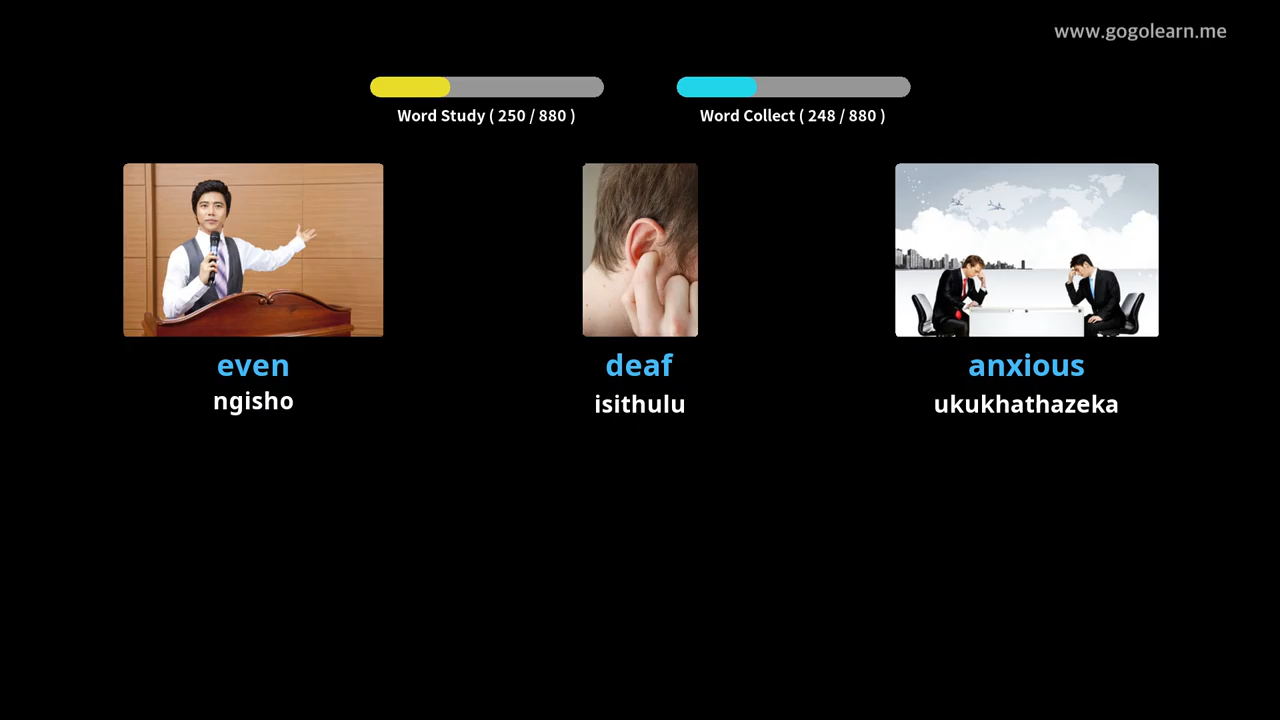 www.gogolearn.me
Word Study ( 250 / 880 )
Word Collect ( 248 / 880 )
even
ngisho
deaf
isithulu
anxious
ukukhathazeka